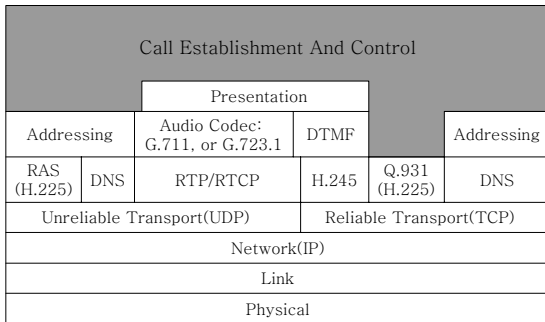 Call Establishment And Control
Presentation
Addressing
Audio Codec:
G.711, or G.723.1
DTMF
Addressing
RAS
(H.225)
DNS
RTP/RTCP
H.245
Q.931
(H.225)
DNS
Unreliable Transport(UDP)
Reliable Transport(TCP)
Network(IP)
Link
Physical